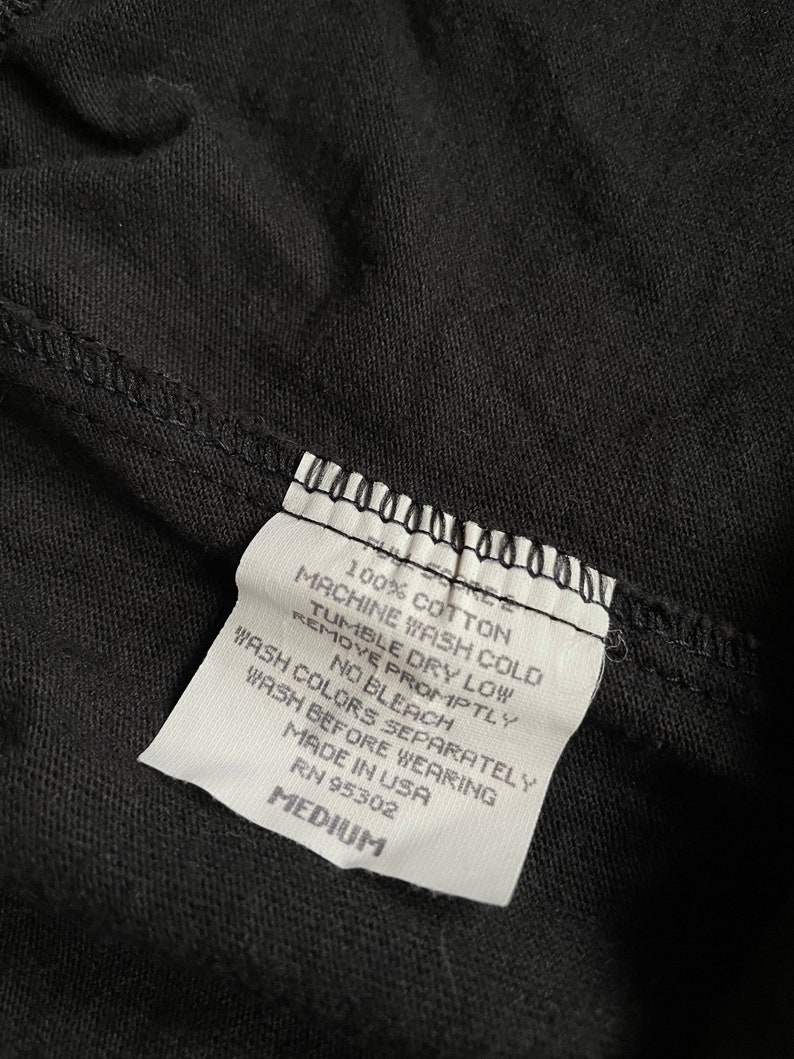 100% COTTON
MACHINE WASH COLD
TUMBLE DRY LOW
REMOVE PROMPTLY
NO BLEACH
WASH COLORS SEPARATELY
WASH BEFORE WEARING
MADE IN USA
RN 95302
MEDIUM